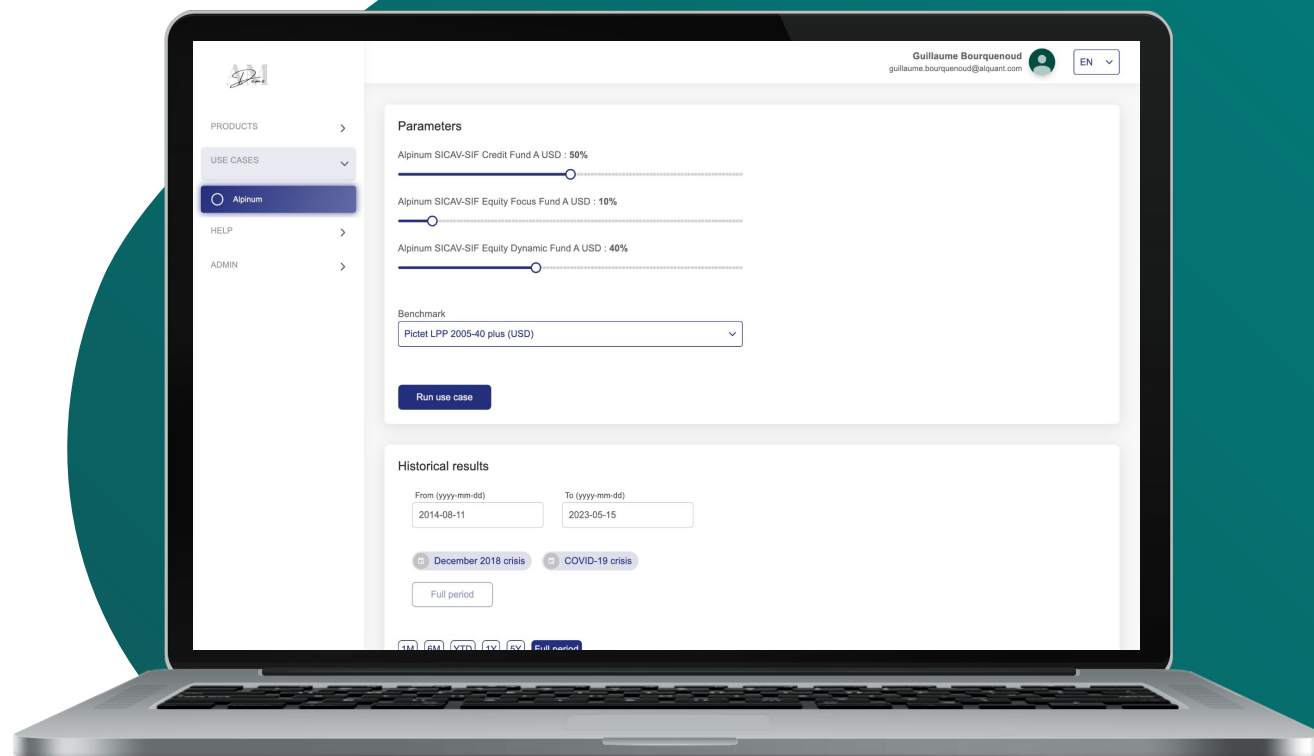 Demo
Guillaume Bourquenoud
guillaume.bourquenoud@alquant.com
EN
PRODUCTS
USE CASES
Alpinum
HELP
ADMIN
Parameters
Alpinum SICAV-SIF Credit Fund A USD : 50%
Alpinum SICAV-SIF Equity Focus Fund A USD : 10%
Alpinum SICAV-SIF Equity Dynamic Fund A USD : 40%
Benchmark
Pictet LPP 2005-40 plus (USD)
Run use case
Historical results
From (yyyy-mm-dd)
To (yyyy-mm-dd)
2014-08-11
2023-05-15
December 2018 crisis
COVID-19 crisis
Full period
1M 6M YTD 1Y 5Y Full period